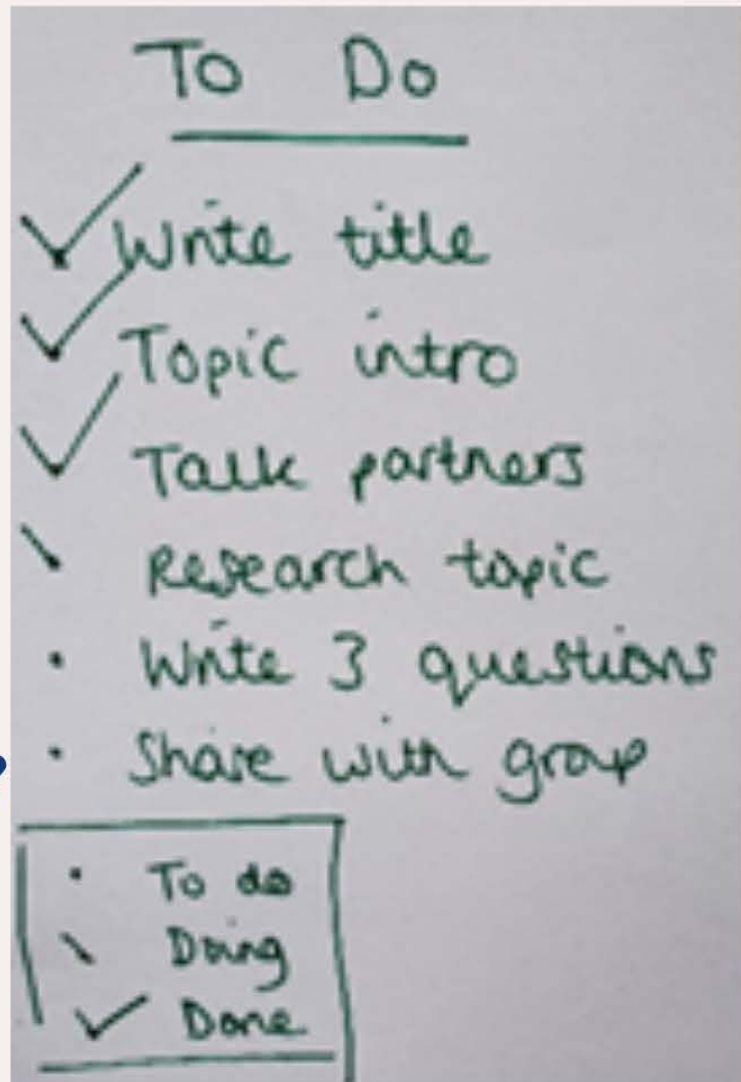 To Do
✓ Write title
✓ Topic intro
✓ Talk partners
\ Research topic
• Write 3 questions
• Share with group
• To do
\ Doing
✓ Done